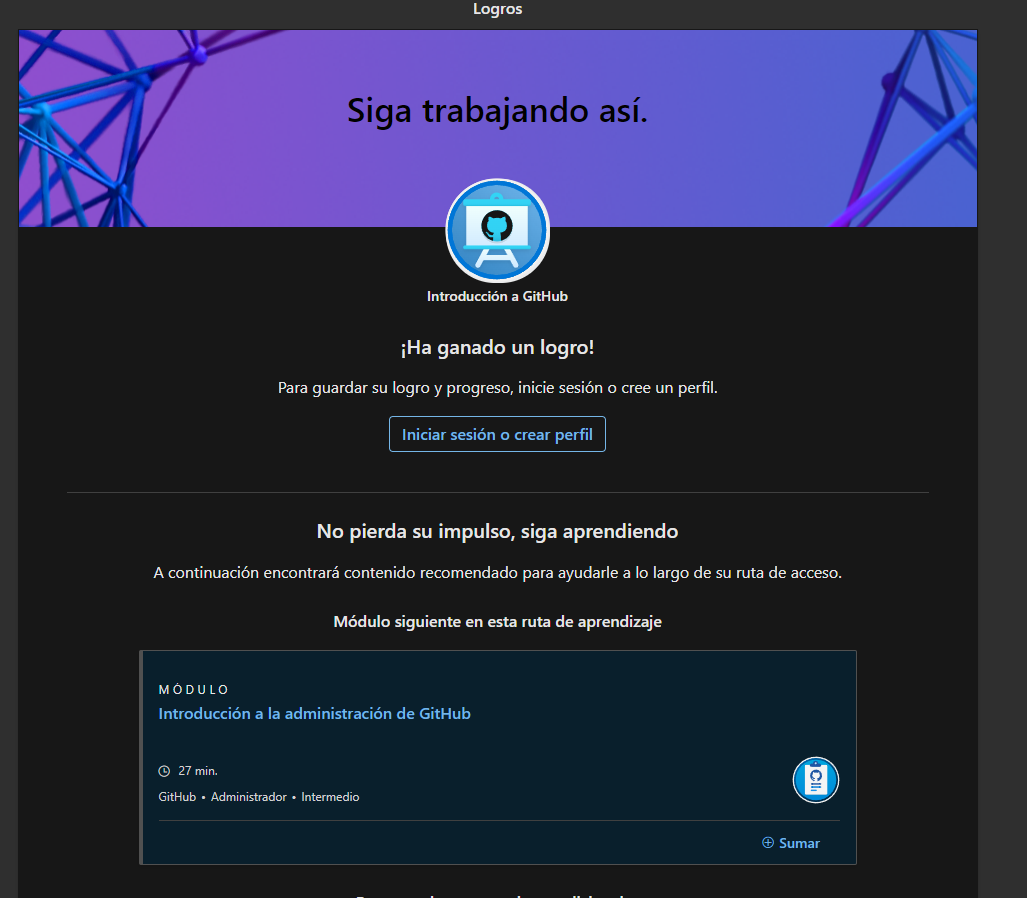 Logros
Siga trabajando así.
Introducción a GitHub
¡Ha ganado un logro!
Para guardar su logro y progreso, inicie sesión o cree un perfil.
Iniciar sesión o crear perfil
No pierda su impulso, siga aprendiendo
A continuación encontrará contenido recomendado para ayudarle a lo largo de su ruta de acceso.
Módulo siguiente en esta ruta de aprendizaje
MÓDULO
Introducción a la administración de GitHub
27 min.
GitHub • Administrador • Intermedio
Sumar